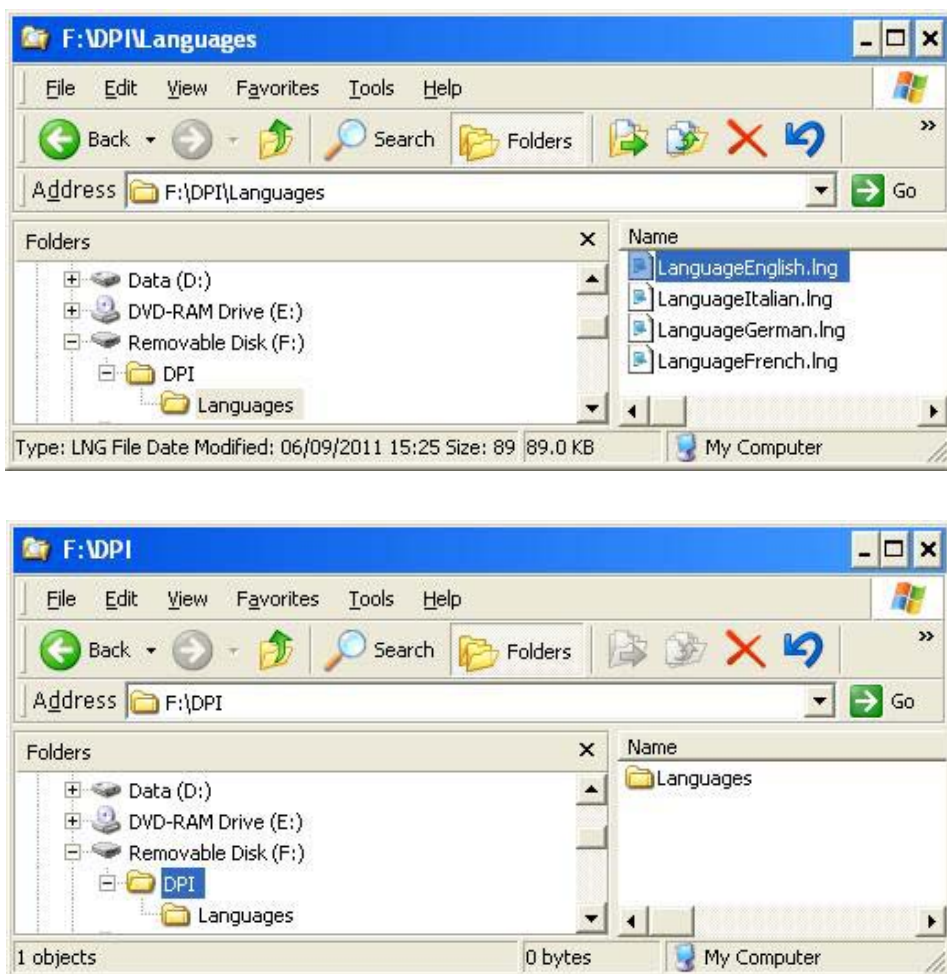 F:\DPI\Languages
File Edit View Favorites Tools Help
Back Search Folders »
Address F:\DPI\Languages Go
Folders x Name
Data (D:) LanguageEnglish.lng
DVD-RAM Drive (E:) LanguageItalian.lng
Removable Disk (F:) LanguageGerman.lng
DPI LanguageFrench.lng
Languages
Type: LNG File Date Modified: 06/09/2011 15:25 Size: 89 89.0 KB My Computer
F:\DPI
File Edit View Favorites Tools Help
Back Search Folders »
Address F:\DPI Go
Folders x Name
Data (D:) Languages
DVD-RAM Drive (E:)
Removable Disk (F:)
DPI
Languages
1 objects 0 bytes My Computer